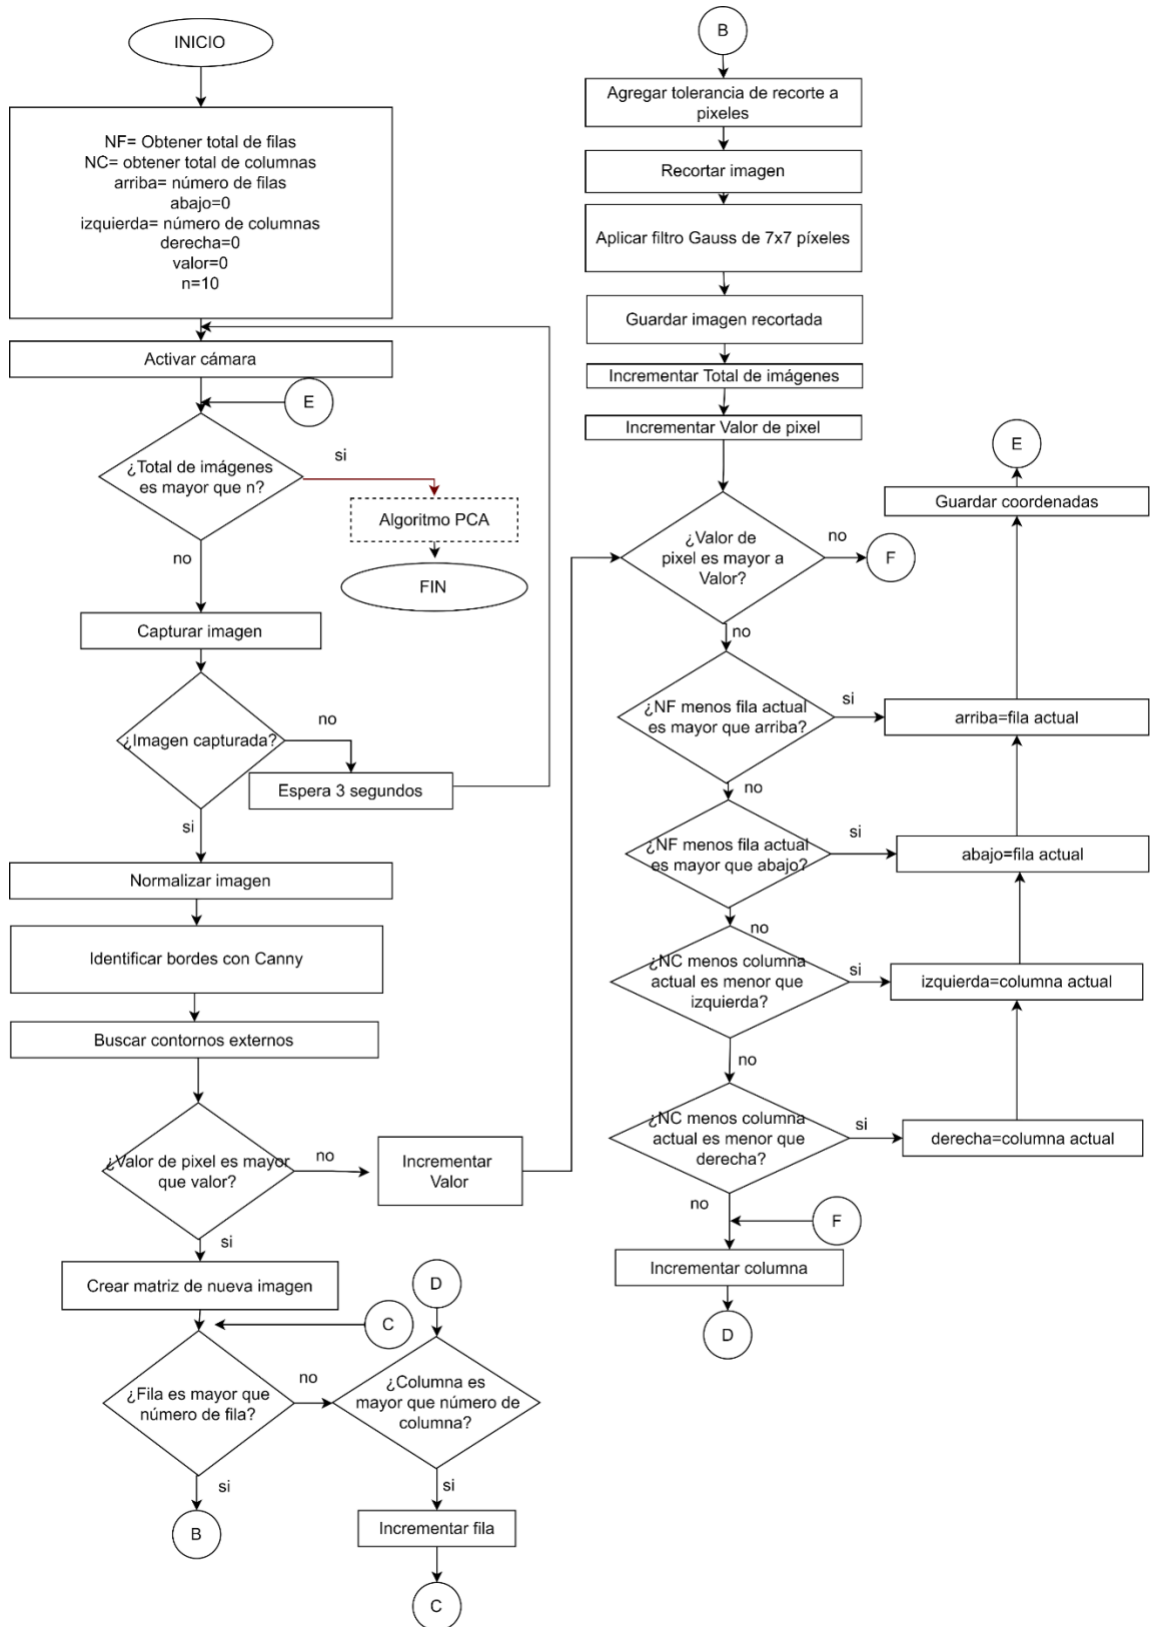 INICIO
NF= Obtener total de filas
NC= obtener total de columnas
arriba= número de filas
abajo=0
izquierda= número de columnas
derecha=0
valor=0
n=10
Activar cámara
E
¿Total de imágenes
es mayor que n?
si
Algoritmo PCA
FIN
no
Capturar imagen
¿Imagen capturada?
no
Espera 3 segundos
si
Normalizar imagen
Identificar bordes con Canny
Buscar contornos externos
¿Valor de pixel es mayor
que valor?
no
Incrementar
Valor
si
Crear matriz de nueva imagen
D
C
¿Fila es mayor que
número de fila?
no
¿Columna es
mayor que número de
columna?
si
B
si
Incrementar fila
C
B
Agregar tolerancia de recorte a
pixeles
Recortar imagen
Aplicar filtro Gauss de 7x7 píxeles
Guardar imagen recortada
Incrementar Total de imágenes
Incrementar Valor de pixel
E
Guardar coordenadas
¿Valor de
pixel es mayor a
Valor?
no
F
no
¿NF menos fila actual
es mayor que arriba?
si
arriba=fila actual
no
¿NF menos fila actual
es mayor que abajo?
si
abajo=fila actual
no
¿NC menos columna
actual es menor que
izquierda?
si
izquierda=columna actual
no
¿NC menos columna
actual es menor que
derecha?
si
derecha=columna actual
no
F
Incrementar columna
D